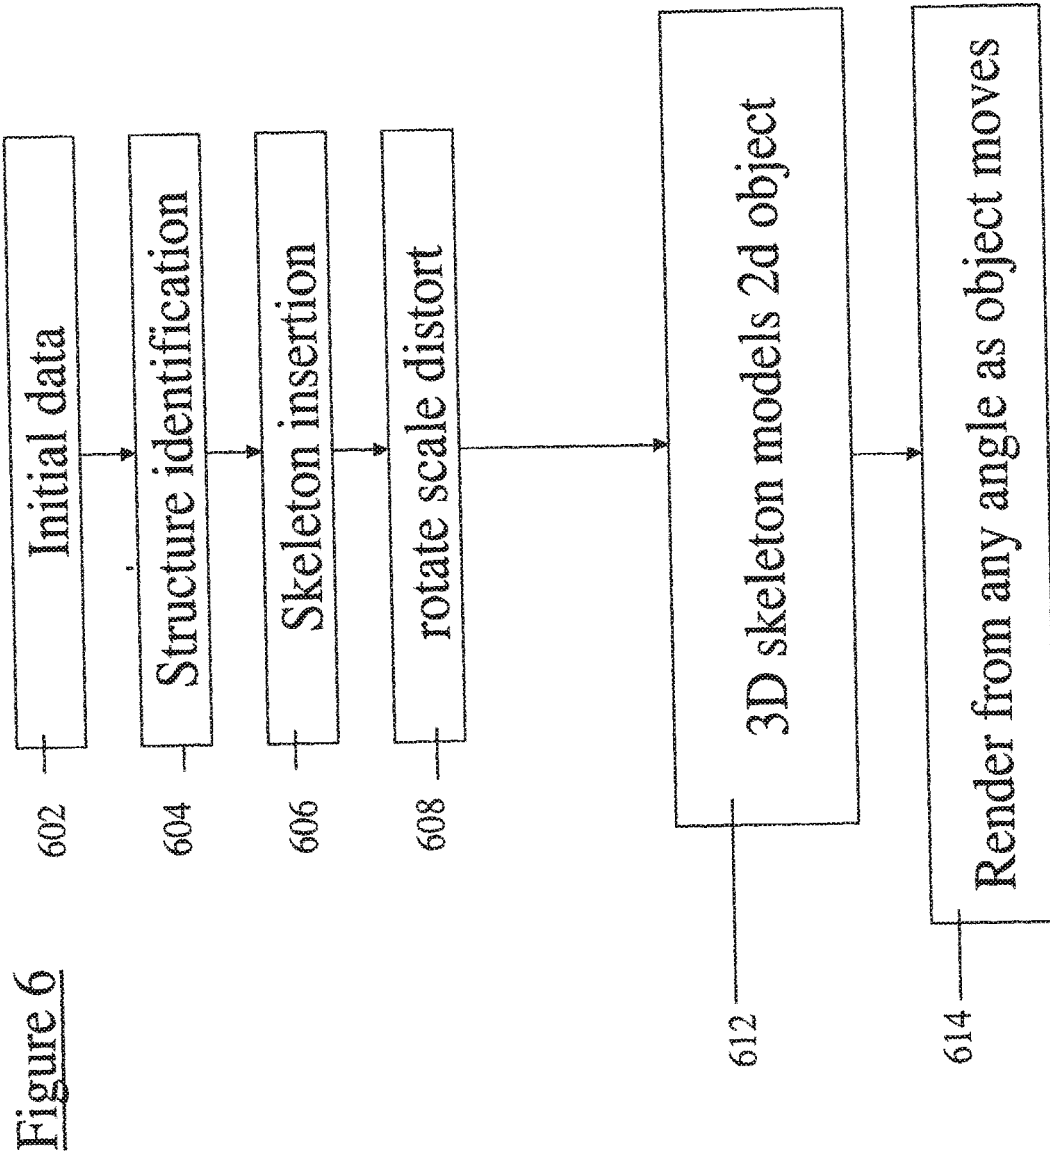 Figure 6
602
Initial data
604
Structure identification
606
Skeleton insertion
608
rotate scale distort
612
3D skeleton models 2d object
614
Render from any angle as object moves